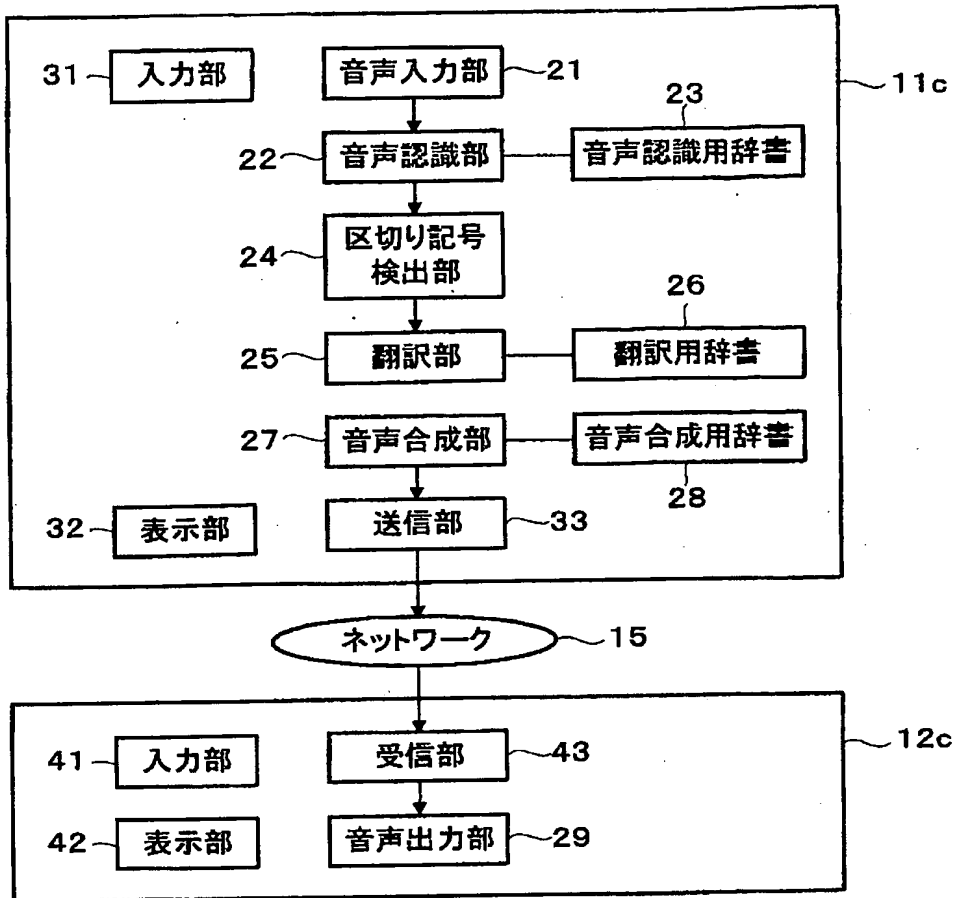 31 入力部 音声入力部 21 11c
23
22 音声認識部 音声認識用辞書
24 区切り記号
検出部
26
25 翻訳部 翻訳用辞書
27 音声合成部 音声合成用辞書
28
32 表示部 送信部 33
ネットワーク 15
12c
41 入力部 受信部 43
42 表示部 音声出力部 29